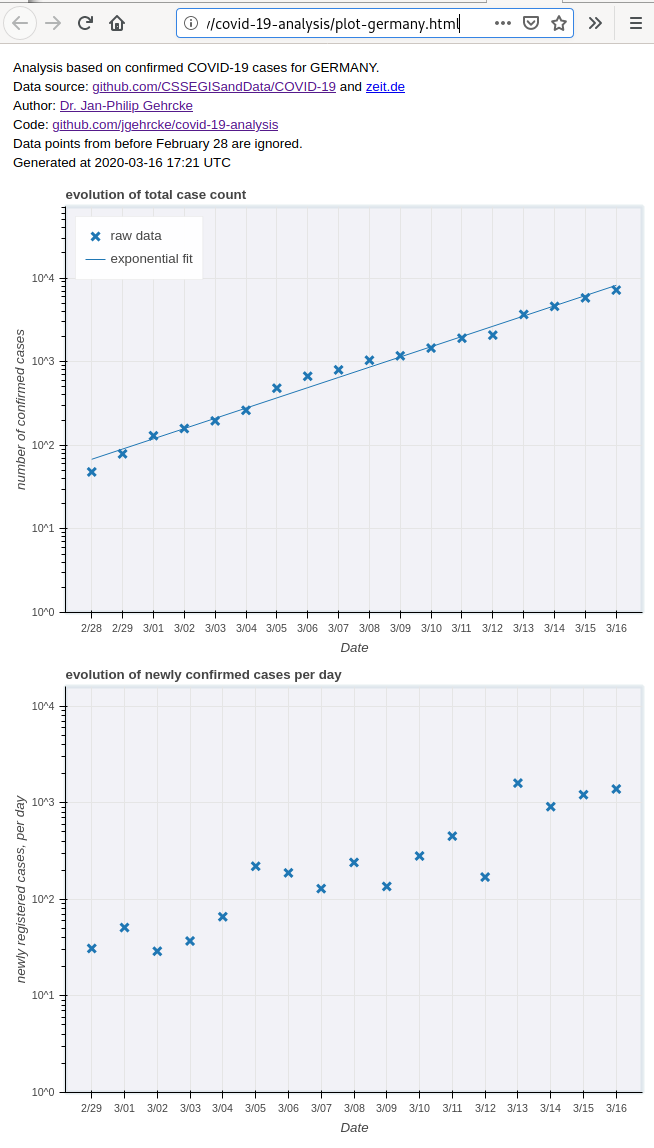 /covid-19-analysis/plot-germany.html
Analysis based on confirmed COVID-19 cases for GERMANY.
Data source: github.com/CSSEGISandData/COVID-19 and zeit.de
Author: Dr. Jan-Philip Gehrcke
Code: github.com/jgehrcke/covid-19-analysis
Data points from before February 28 are ignored.
Generated at 2020-03-16 17:21 UTC
evolution of total case count
raw data
exponential fit
10^4
10^3
10^2
10^1
10^0
number of confirmed cases
2/28 2/29 3/01 3/02 3/03 3/04 3/05 3/06 3/07 3/08 3/09 3/10 3/11 3/12 3/13 3/14 3/15 3/16
Date
evolution of newly confirmed cases per day
10^4
10^3
10^2
10^1
10^0
newly registered cases, per day
2/29 3/01 3/02 3/03 3/04 3/05 3/06 3/07 3/08 3/09 3/10 3/11 3/12 3/13 3/14 3/15 3/16
Date